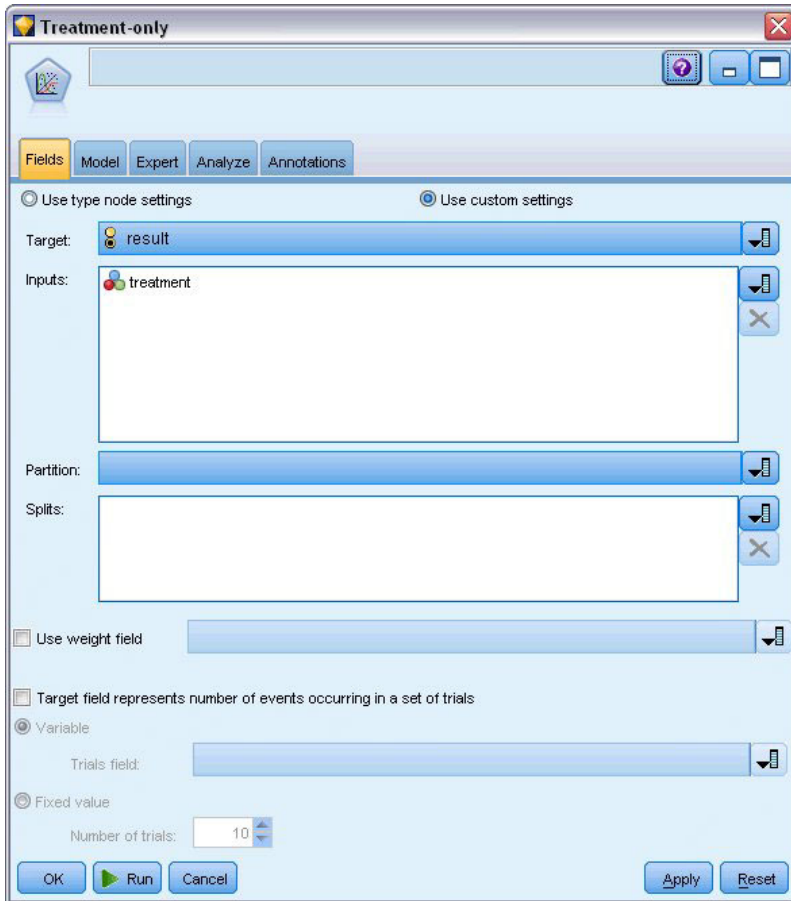 Treatment-only
?
Fields Model Expert Analyze Annotations
Use type node settings Use custom settings
Target: result
Inputs: treatment
Partition:
Splits:
Use weight field
Target field represents number of events occurring in a set of trials
Variable
Trials field:
Fixed value
Number of trials: 10
OK Run Cancel Apply Reset